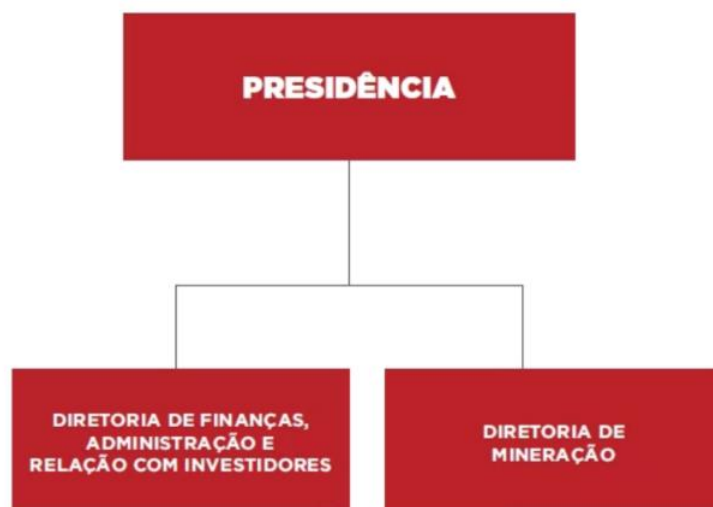 PRESIDÊNCIA
DIRETORIA DE FINANÇAS,
ADMINISTRAÇÃO E
RELAÇÃO COM INVESTIDORES
DIRETORIA DE
MINERAÇÃO